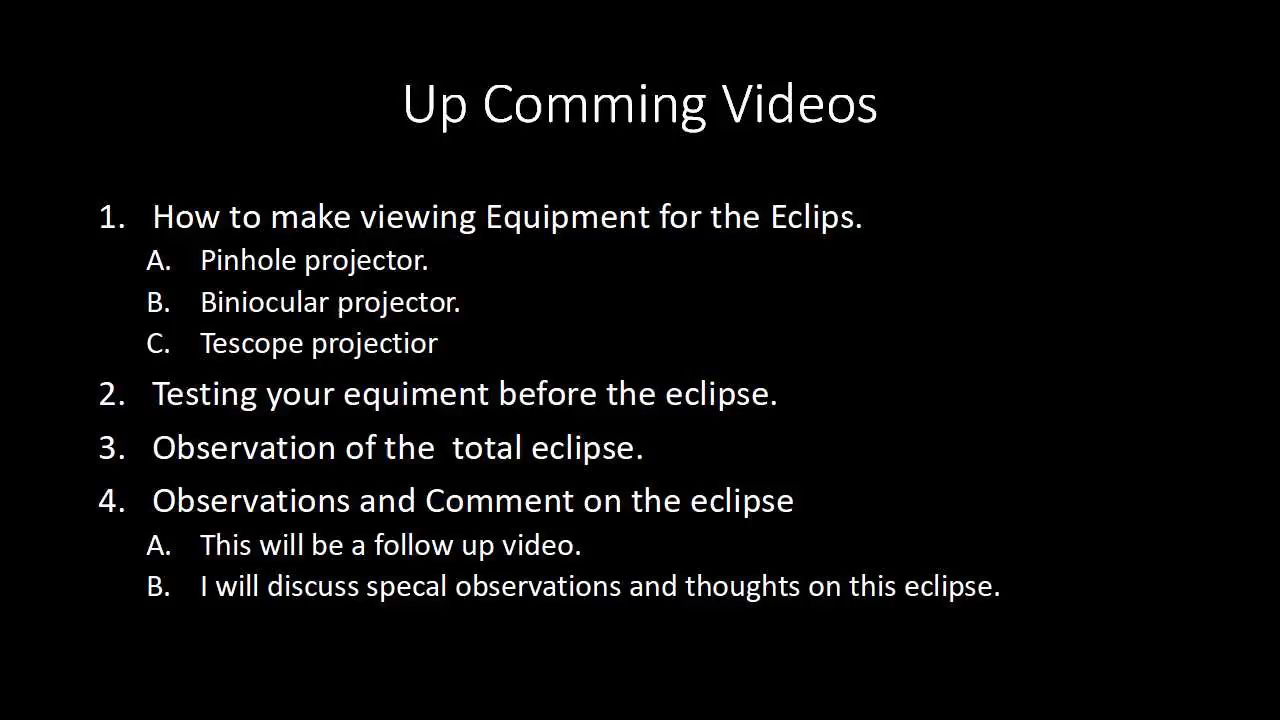 Up Comming Videos
1. How to make viewing Equipment for the Eclips.
A. Pinhole projector.
B. Biniocular projector.
C. Tescope projectior
2. Testing your equiment before the eclipse.
3. Observation of the  total eclipse.
4. Observations and Comment on the eclipse
A. This will be a follow up video.
B. I will discuss specal observations and thoughts on this eclipse.